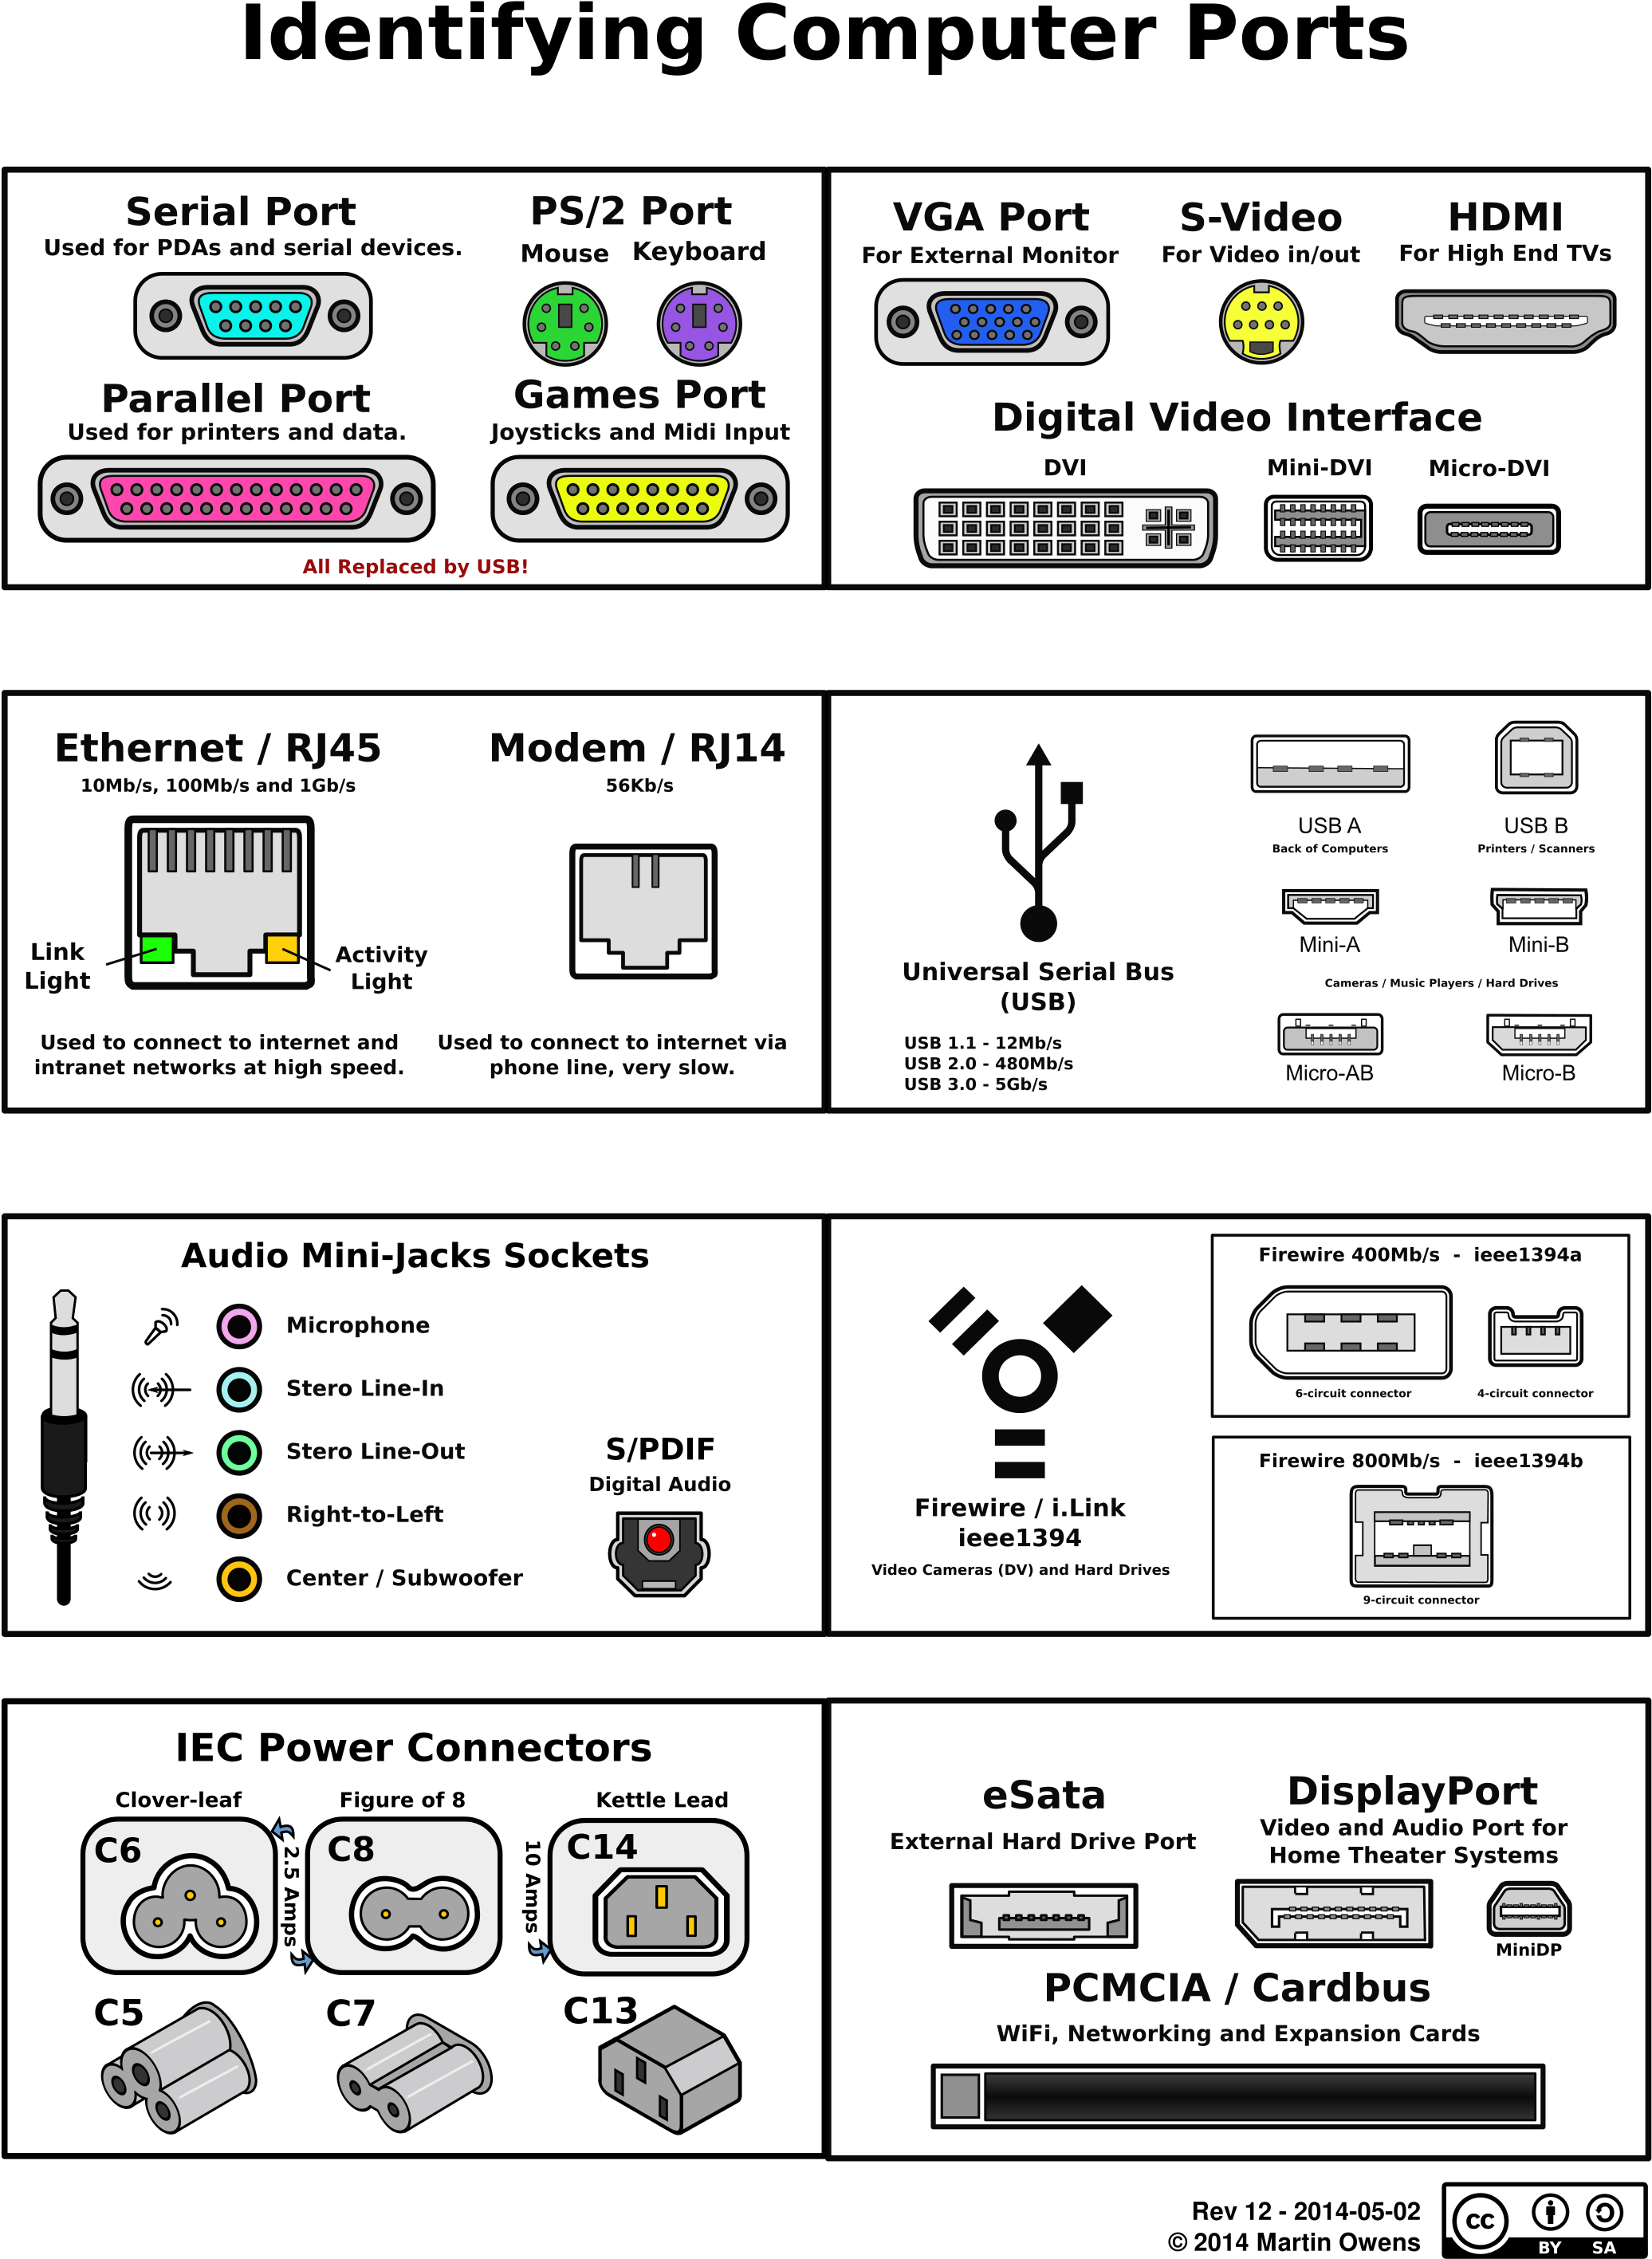 Identifying Computer Ports
Serial Port
Used for PDAs and serial devices.
PS/2 Port
Mouse Keyboard
Parallel Port
Used for printers and data.
Games Port
Joysticks and Midi Input
All Replaced by USB!
VGA Port
For External Monitor
S-Video
For Video in/out
HDMI
For High End TVs
Digital Video Interface
DVI
Mini-DVI
Micro-DVI
Ethernet / RJ45
10Mb/s, 100Mb/s and 1Gb/s
Link
Light
Activity
Light
Used to connect to internet and
intranet networks at high speed.
Modem / RJ14
56Kb/s
Used to connect to internet via
phone line, very slow.
Universal Serial Bus
(USB)
USB 1.1 - 12Mb/s
USB 2.0 - 480Mb/s
USB 3.0 - 5Gb/s
USB A
Back of Computers
USB B
Printers / Scanners
Mini-A
Mini-B
Cameras / Music Players / Hard Drives
Micro-AB
Micro-B
Audio Mini-Jacks Sockets
Microphone
Stero Line-In
Stero Line-Out
Right-to-Left
Center / Subwoofer
S/PDIF
Digital Audio
Firewire / i.Link
ieee1394
Video Cameras (DV) and Hard Drives
Firewire 400Mb/s - ieee1394a
6-circuit connector
4-circuit connector
Firewire 800Mb/s - ieee1394b
9-circuit connector
IEC Power Connectors
Clover-leaf
Figure of 8
Kettle Lead
C6
2.5 Amps
C8
10 Amps
C14
C5
C7
C13
eSata
External Hard Drive Port
DisplayPort
Video and Audio Port for
Home Theater Systems
MiniDP
PCMCIA / Cardbus
WiFi, Networking and Expansion Cards
Rev 12 - 2014-05-02
© 2014 Martin Owens
cc
BY SA